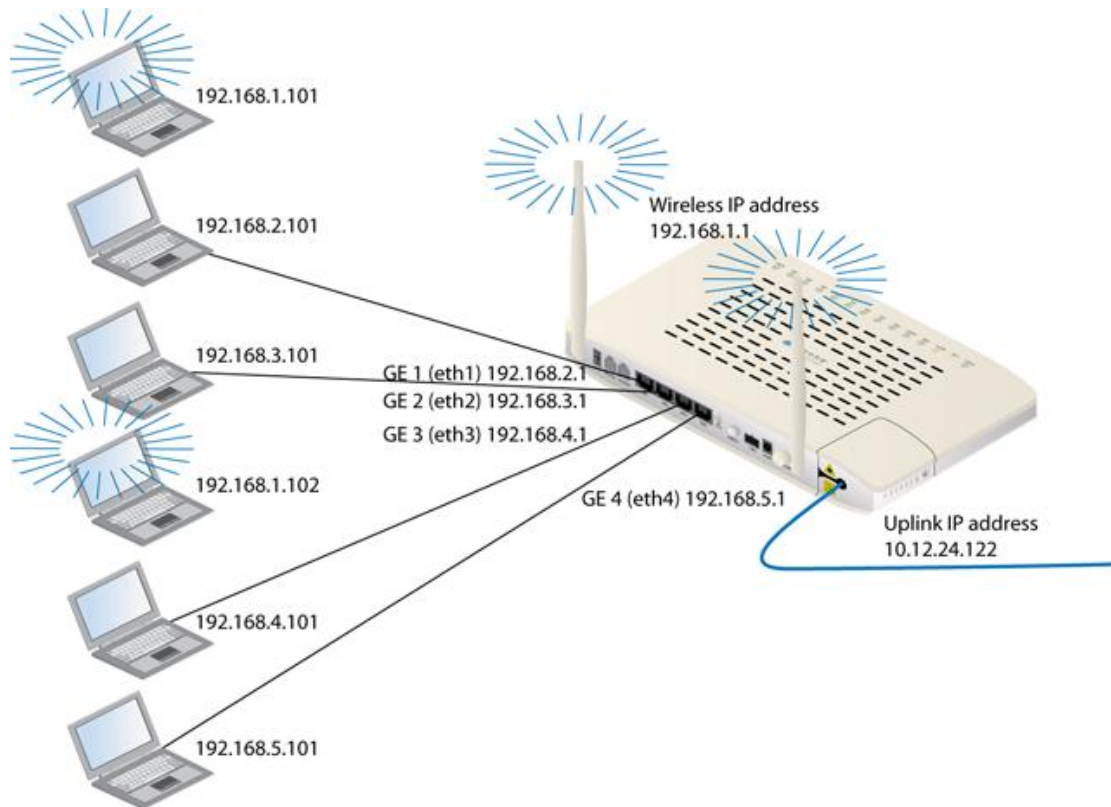 192.168.1.101
192.168.2.101
Wireless IP address
192.168.1.1
192.168.3.101
GE 1 (eth1) 192.168.2.1
GE 2 (eth2) 192.168.3.1
GE 3 (eth3) 192.168.4.1
192.168.1.102
GE 4 (eth4) 192.168.5.1
Uplink IP address
10.12.24.122
192.168.4.101
192.168.5.101